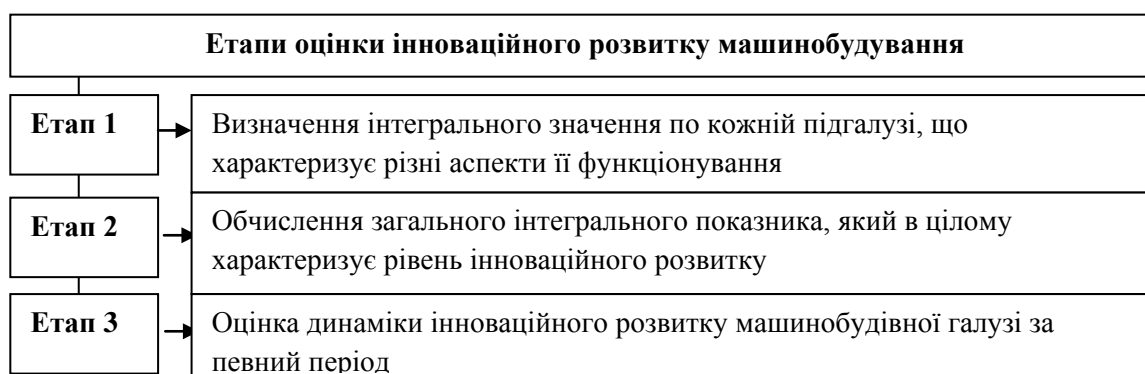 Етапи оцінки інноваційного розвитку машинобудування
Етап 1
Визначення інтегрального значення по кожній підгалузі, що
характеризує різні аспекти її функціонування
Етап 2
Обчислення загального інтегрального показника, який в цілому
характеризує рівень інноваційного розвитку
Етап 3
Оцінка динаміки інноваційного розвитку машинобудівної галузі за
певний період